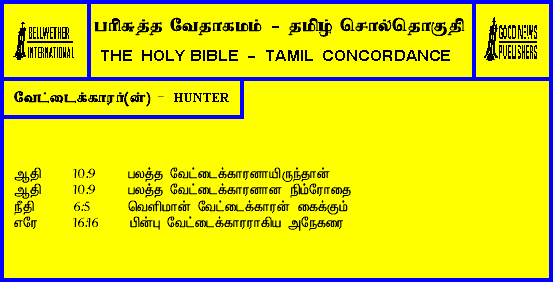 BELLWETHER
INTERNATIONAL
பரிசுத்த வேதாகமம் - தமிழ் சொல்தொகுதி
THE HOLY BIBLE - TAMIL CONCORDANCE
GOOD NEWS
PUBLISHERS
வேட்டைக்காரர்(ன்) - HUNTER
ஆதி 10:9 பலத்த வேட்டைக்காரனாயிருந்தான்
ஆதி 10:9 பலத்த வேட்டைக்காரனான நிம்ரோதை
நீதி 6:5 வெளிமான் வேட்டைக்காரன் கைக்கும்
எரே 16:16 பின்பு வேட்டைக்காரராகிய அநேகரை